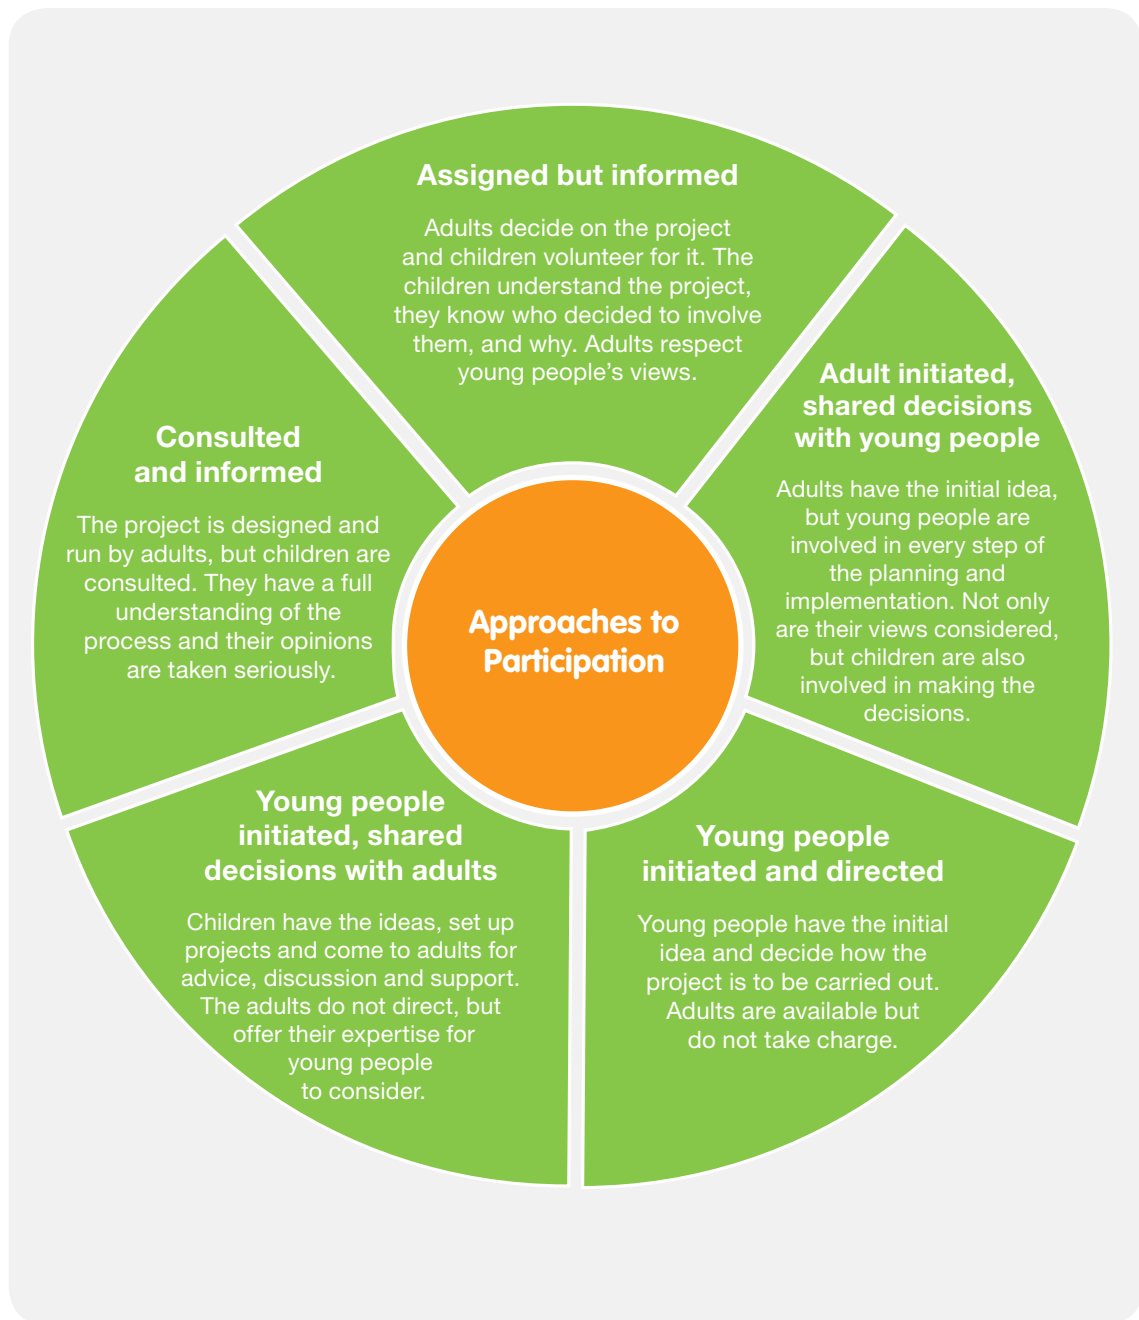 Assigned but informed
Adults decide on the project
and children volunteer for it. The
children understand the project,
they know who decided to involve
them, and why. Adults respect
young people’s views.
Adult initiated,
shared decisions
with young people
Adults have the initial idea,
but young people are
involved in every step of
the planning and
implementation. Not only
are their views considered,
but children are also
involved in making the
decisions.
Consulted
and informed
The project is designed and
run by adults, but children are
consulted. They have a full
understanding of the
process and their opinions
are taken seriously.
Approaches to
Participation
Young people
initiated, shared
decisions with adults
Children have the ideas, set up
projects and come to adults for
advice, discussion and support.
The adults do not direct, but
offer their expertise for
young people
to consider.
Young people
initiated and directed
Young people have the initial
idea and decide how the
project is to be carried out.
Adults are available but
do not take charge.